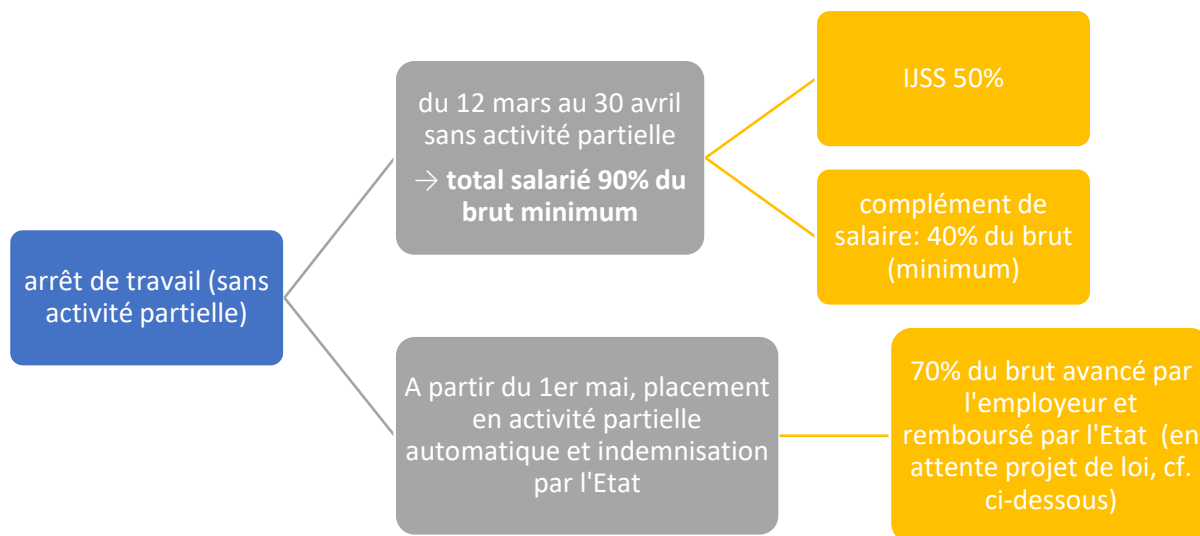 arrêt de travail (sans
activité partielle)
du 12 mars au 30 avril
sans activité partielle
→ total salarié 90% du
brut minimum
IJSS 50%
complément de
salaire: 40% du brut
(minimum)
A partir du 1er mai, placement
en activité partielle
automatique et indemnisation
par l'Etat
70% du brut avancé par
l'employeur et
remboursé par l'Etat (en
attente projet de loi, cf.
ci-dessous)